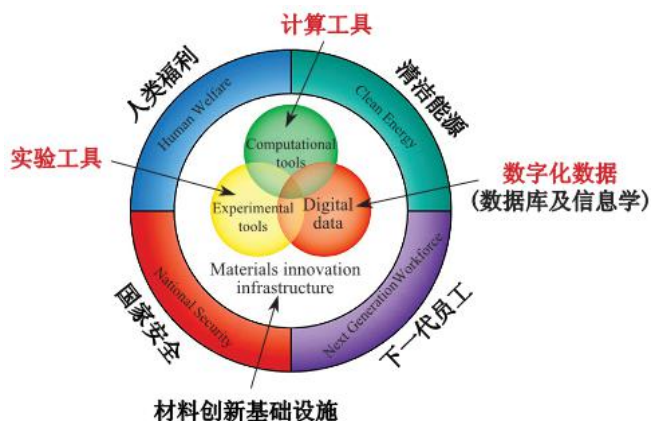 计算工具
人类福利
清洁能源
Human Welfare
Clean Energy
Computational
tools
实验工具
数字化数据
(数据库及信息学)
Experimental
tools
Digital
data
Materials innovation
infrastructure
National Security
Next Generation Workforce
国家安全
下一代员工
材料创新基础设施